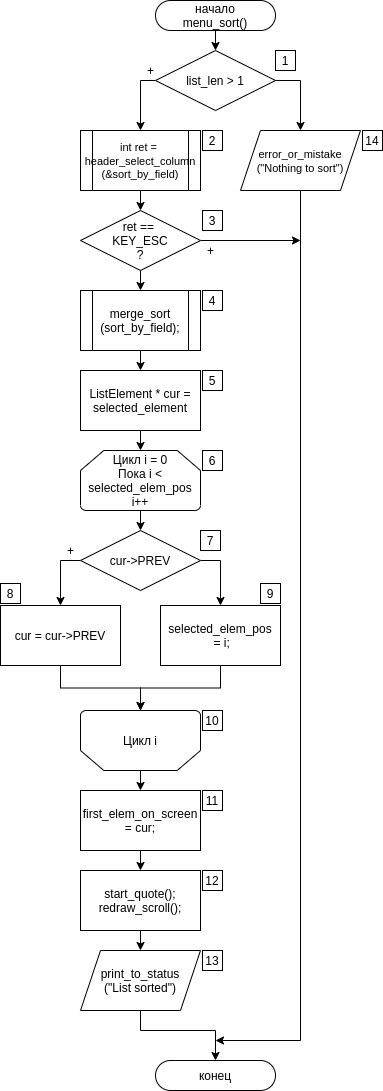 начало
menu_sort()
1
list_len > 1
+
2
int ret =
header_select_column
(&sort_by_field)
14
error_or_mistake
("Nothing to sort")
3
ret ==
KEY_ESC
?
+
4
merge_sort
(sort_by_field);
5
ListElement * cur =
selected_element
6
Цикл i = 0
Пока i <
selected_elem_pos
i++
7
cur->PREV
+
8
cur = cur->PREV
9
selected_elem_pos
= i;
10
Цикл i
11
first_elem_on_screen
= cur;
12
start_quote();
redraw_scroll();
13
print_to_status
("List sorted")
конец